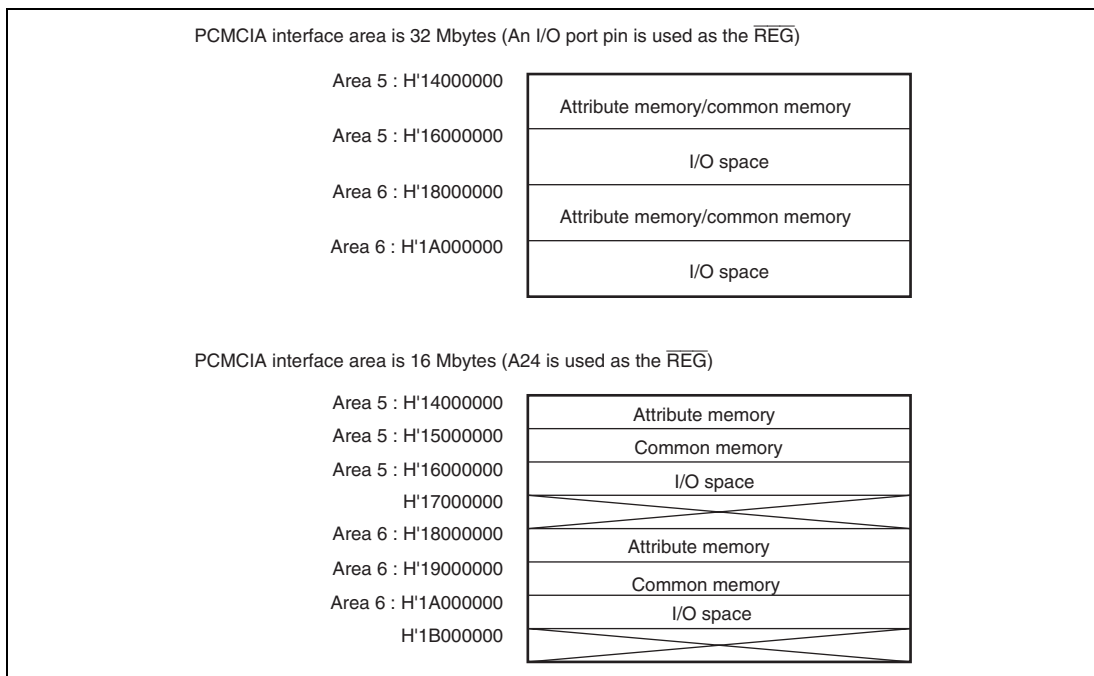 PCMCIA interface area is 32 Mbytes (An I/O port pin is used as the R̅E̅G̅)
Area 5 : H'14000000
Attribute memory/common memory
Area 5 : H'16000000
I/O space
Area 6 : H'18000000
Attribute memory/common memory
Area 6 : H'1A000000
I/O space
PCMCIA interface area is 16 Mbytes (A24 is used as the R̅E̅G̅)
Area 5 : H'14000000
Attribute memory
Area 5 : H'15000000
Common memory
Area 5 : H'16000000
I/O space
H'17000000
Area 6 : H'18000000
Attribute memory
Area 6 : H'19000000
Common memory
Area 6 : H'1A000000
I/O space
H'1B000000